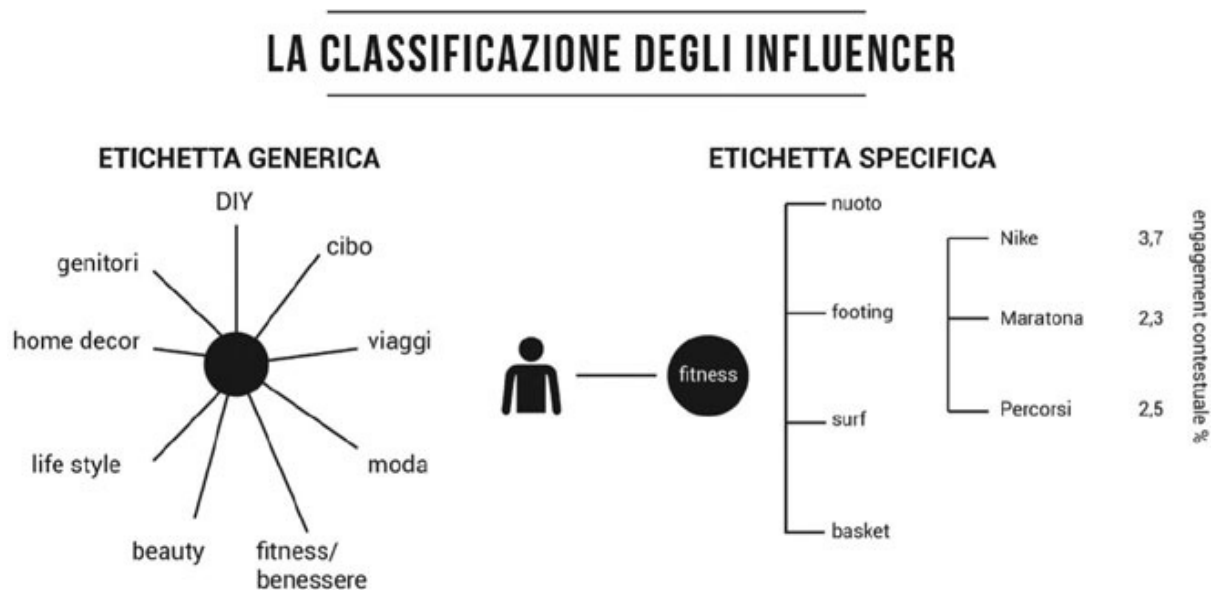 LA CLASSIFICAZIONE DEGLI INFLUENCER
ETICHETTA GENERICA
DIY
cibo
genitori
home decor
viaggi
life style
moda
beauty
fitness/
benessere
ETICHETTA SPECIFICA
fitness
nuoto
footing
surf
basket
Nike 3,7
Maratona 2,3
Percorsi 2,5
engagement contestuale %